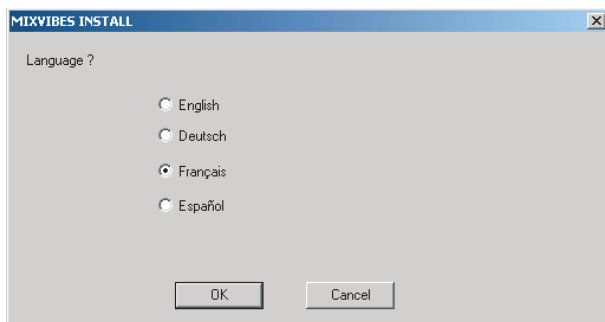 MIXVIBES INSTALL
Language ?
English
Deutsch
Français
Español
OK
Cancel